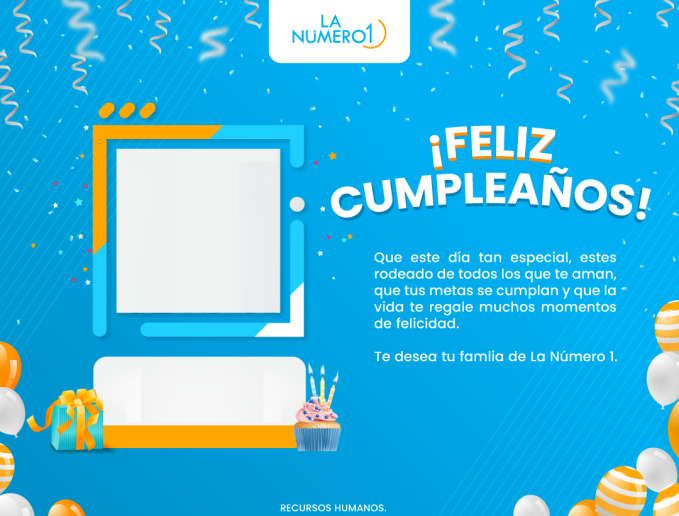 LA
NUMERO1
¡FELIZ
CUMPLEAÑOS!
Que este día tan especial, estes
rodeado de todos los que te aman,
que tus metas se cumplan y que la
vida te regale muchos momentos
de felicidad.
Te desea tu famlia de La Número 1.
RECURSOS HUMANOS.